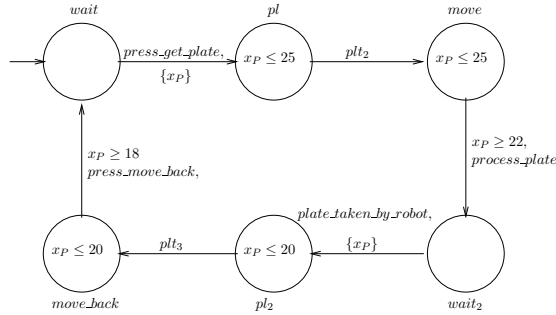 wait
pl
move
press_get_plate,
{x_P}
x_P ≤ 25
plt_2
x_P ≤ 25
x_P ≥ 18
press_move_back,
x_P ≥ 22,
process_plate
plate_taken_by_robot,
x_P ≤ 20
plt_3
x_P ≤ 20
{x_P}
move_back
pl_2
wait_2